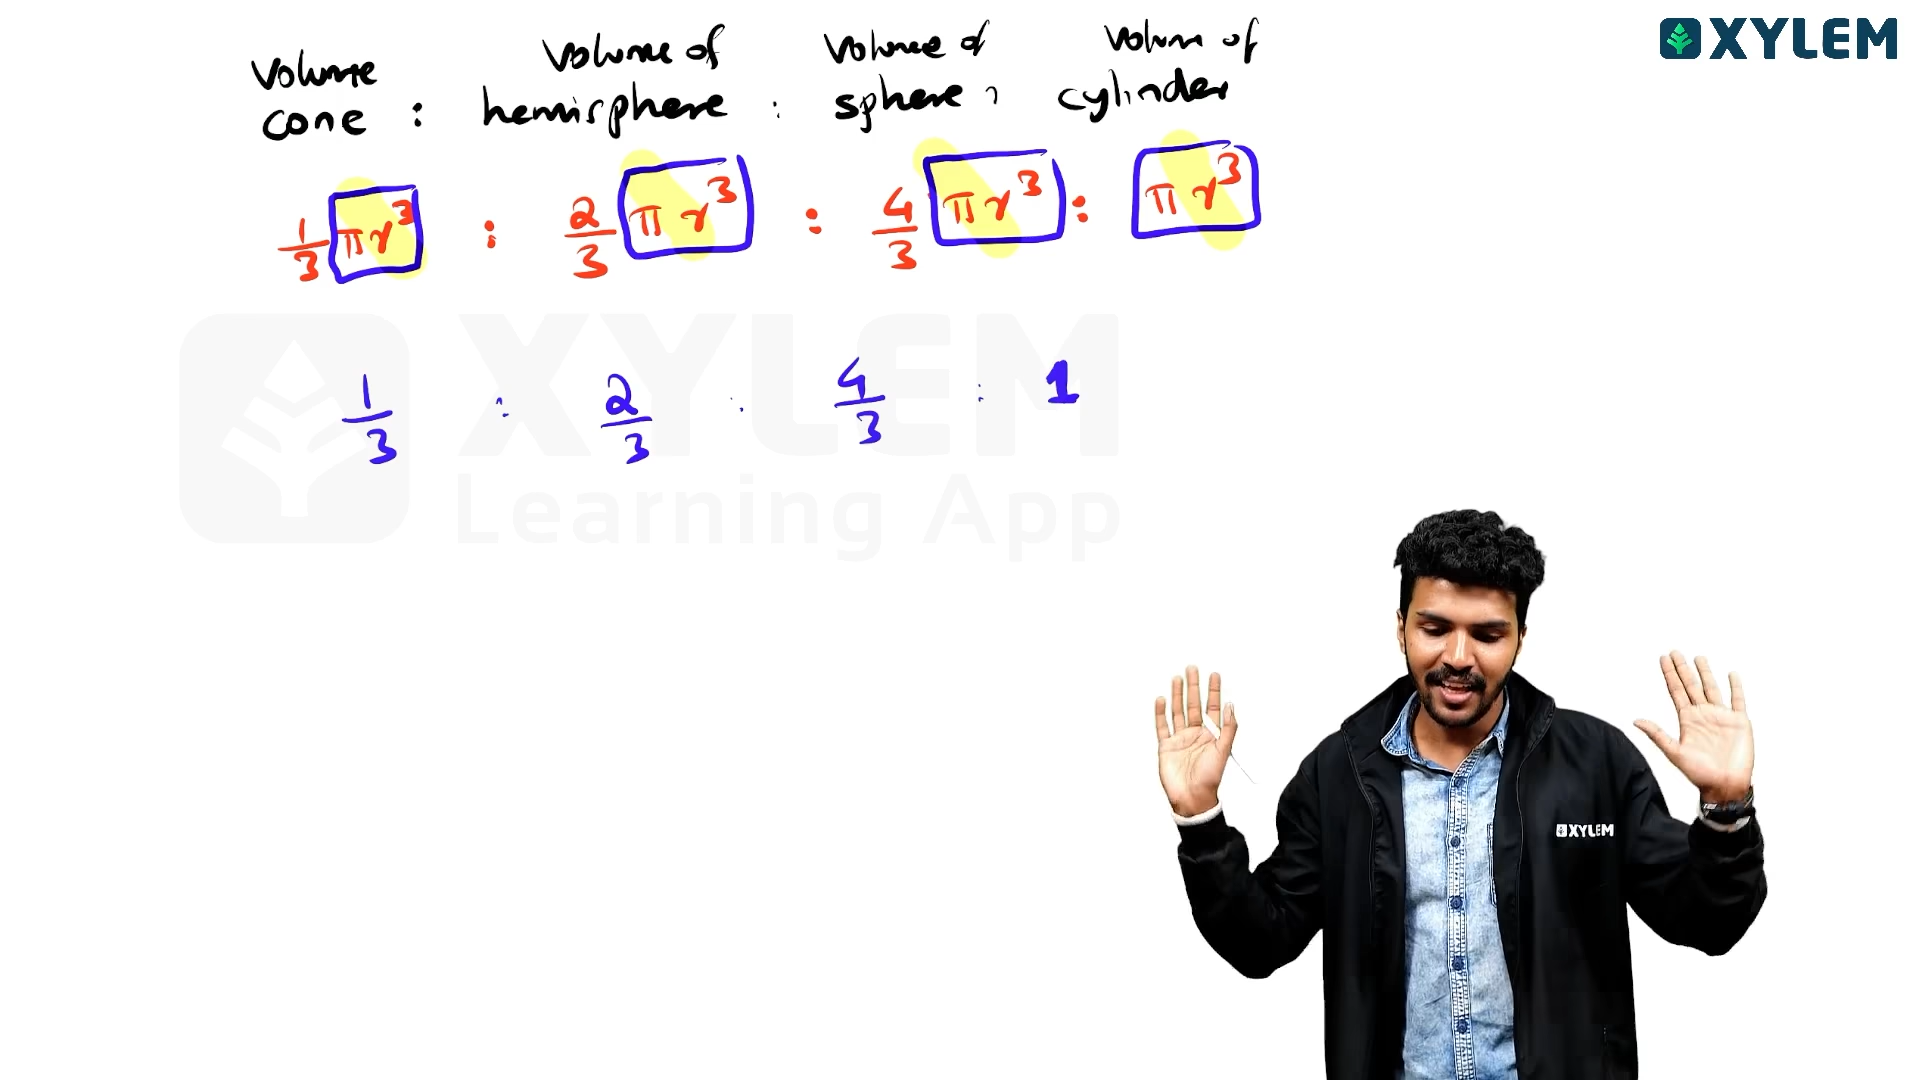 XYLEM
Volume Volume of Volume of Volum of
cone : hemisphere : sphere : cylinder
1/3 πr³ : 2/3 πr³ : 4/3 πr³ : πr³
1/3 : 2/3 : 4/3 : 1
XYLEM
Learning App
XYLEM